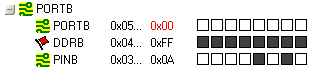 PORTB
PORTB 0x05... 0x00
DDRB 0x04... 0xFF
PINB 0x03... 0x0A